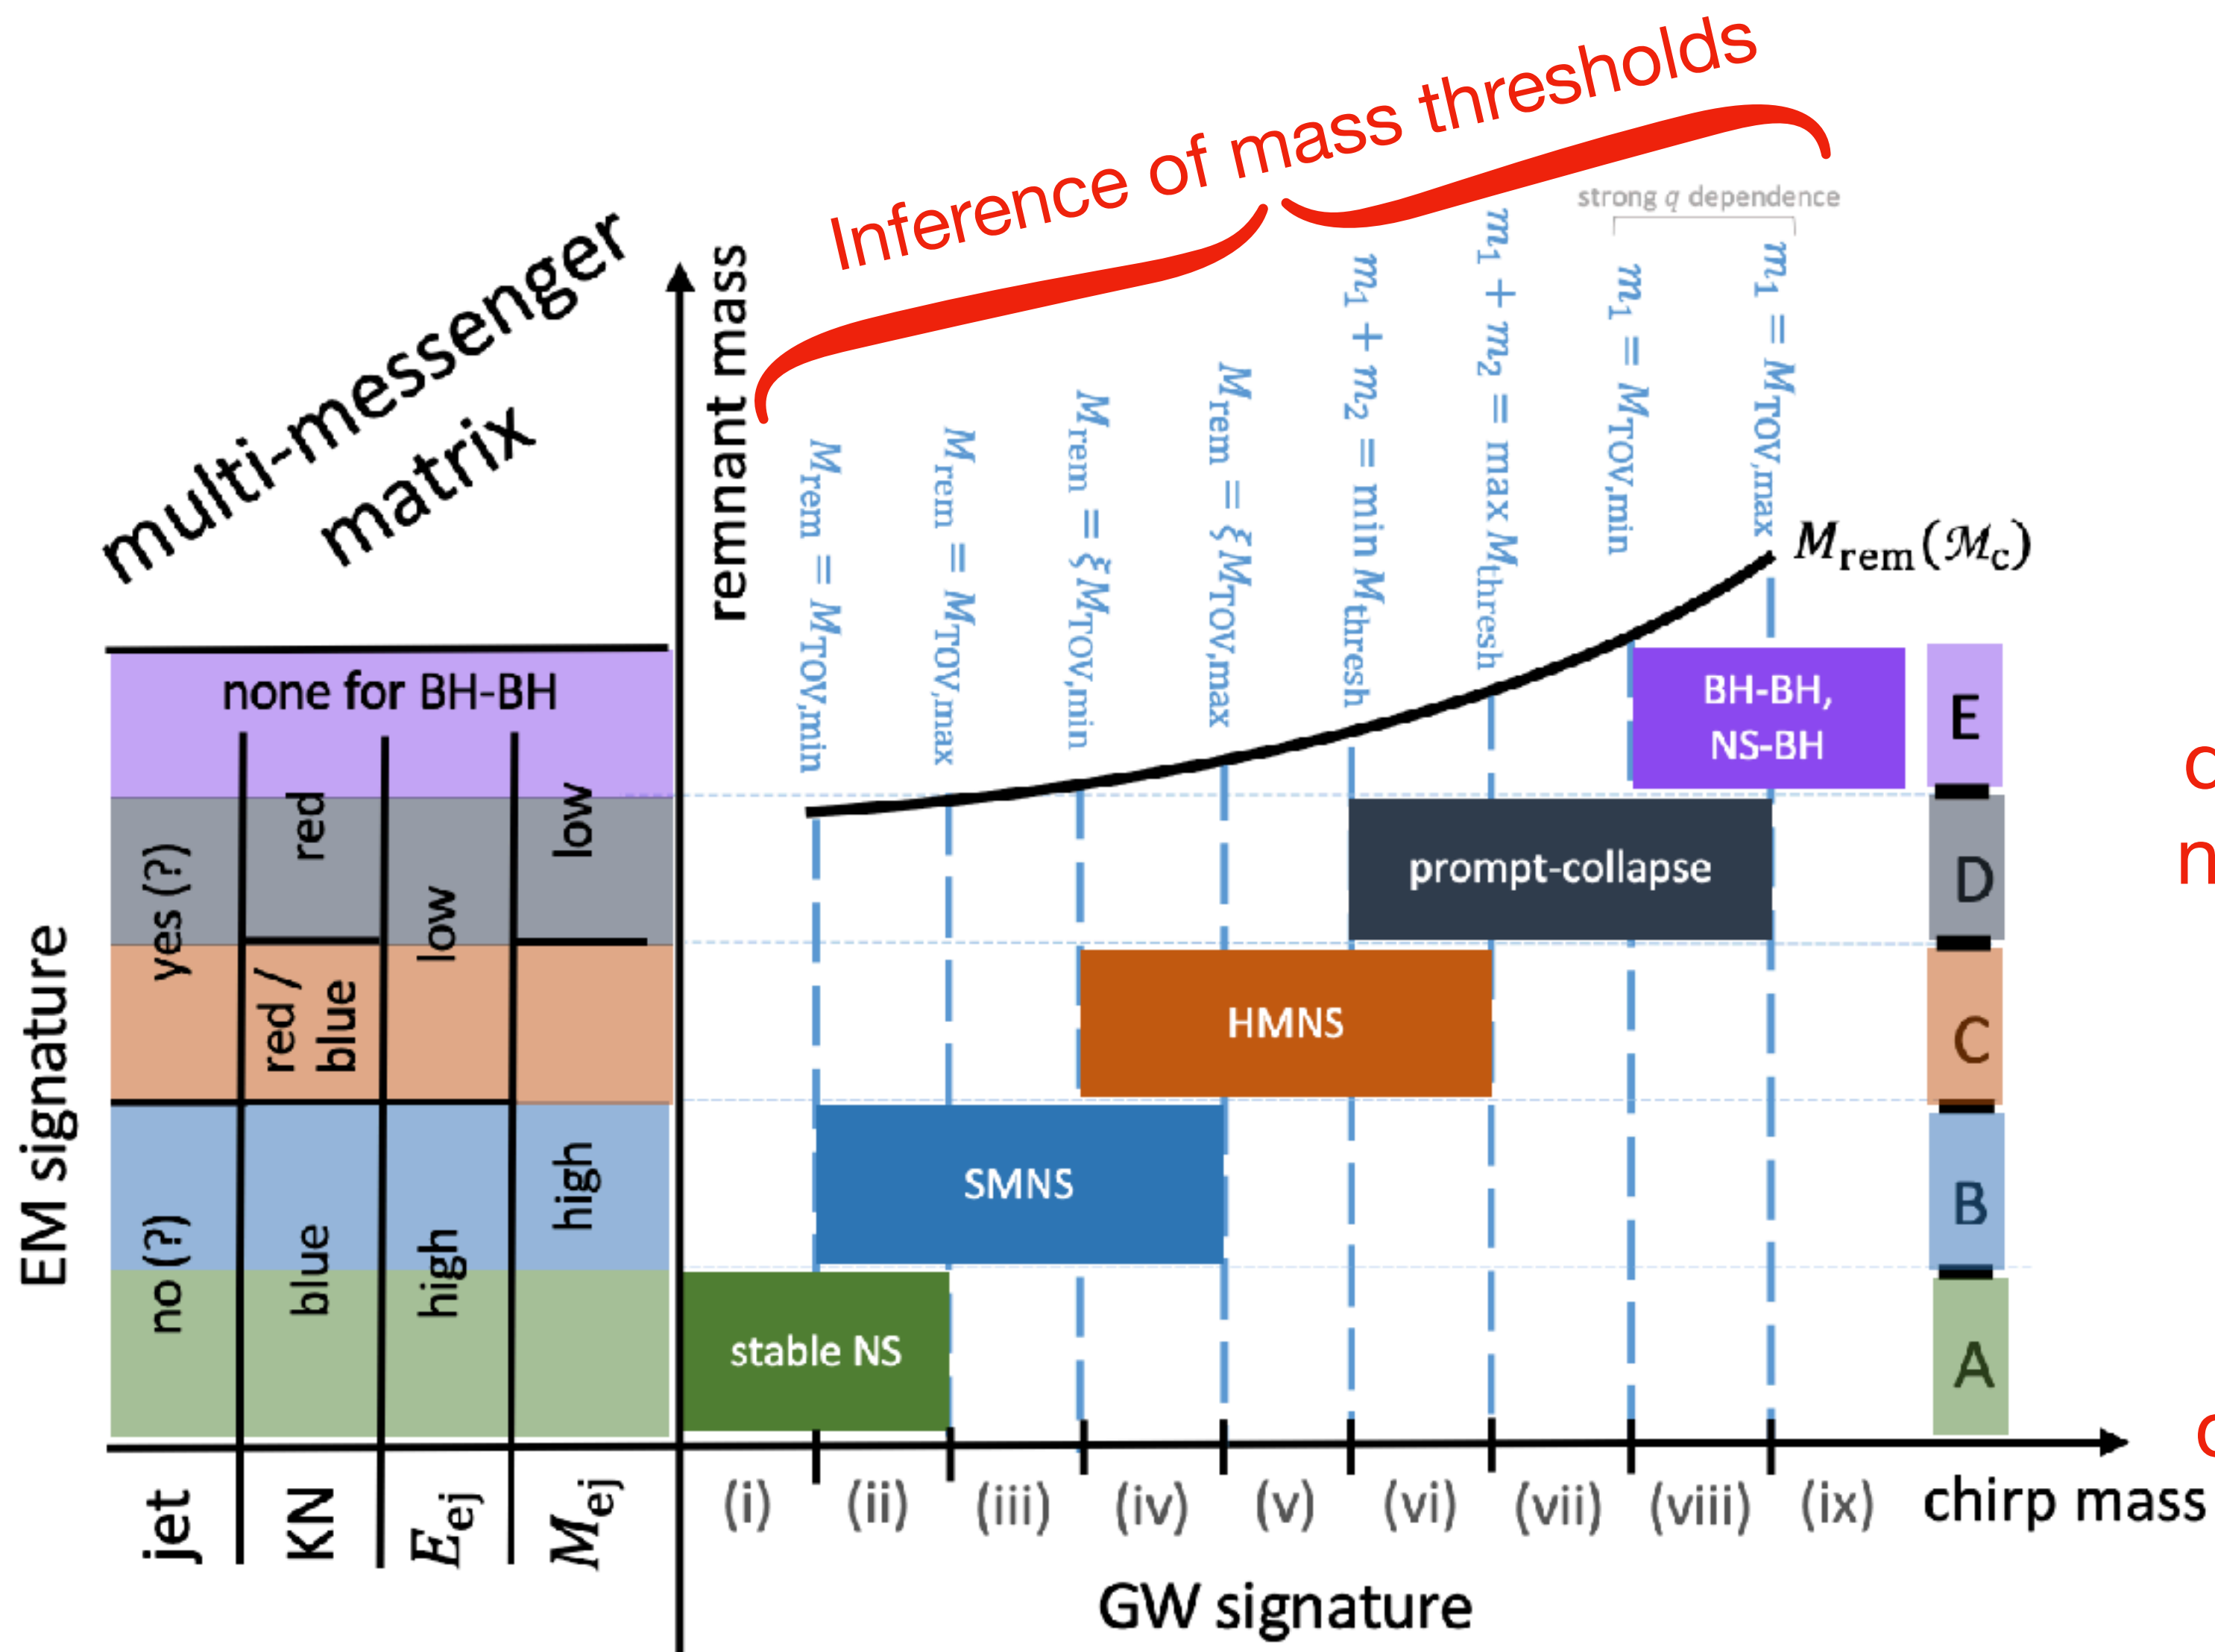 Inference of mass thresholds
strong q dependence
multi-messenger
matrix
remnant mass
M_rem = M_TOV,min
M_rem = M_TOV,max
M_rem = ξM_TOV,min
M_rem = ξM_TOV,max
m_1 + m_2 = min M_thresh
m_1 + m_2 = max M_thresh
m_1 = M_TOV,min
m_1 = M_TOV,max
M_rem(ℳ_c)
EM signature
none for BH-BH
yes (?)
red
low
low
red /
blue
no (?)
blue
high
high
BH-BH,
NS-BH
prompt-collapse
HMNS
SMNS
stable NS
E
D
C
B
A
jet
KN
E_ej
M_ej
(i)
(ii)
(iii)
(iv)
(v)
(vi)
(vii)
(viii)
(ix)
chirp mass
GW signature